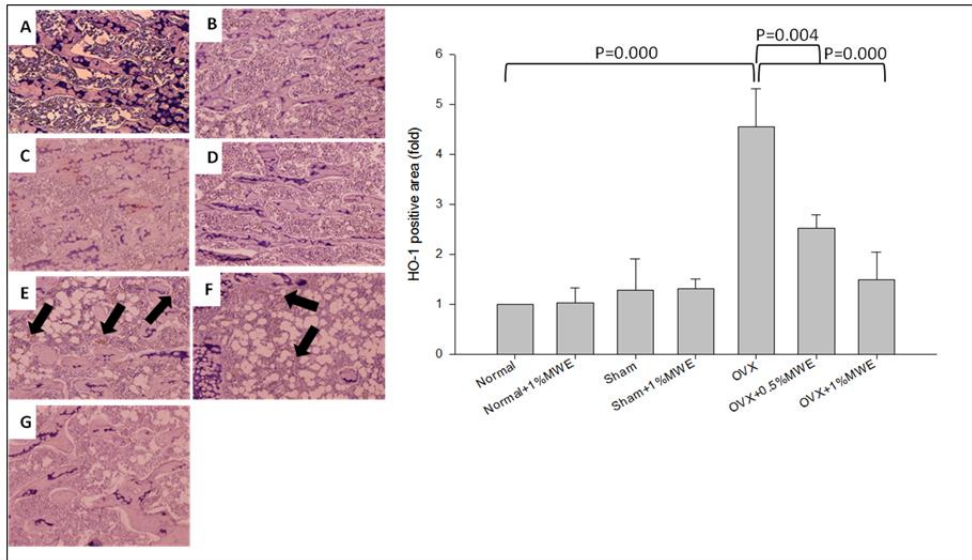 A
B
C
D
E
F
G
P=0.004
P=0.000
P=0.000
HO-1 positive area (fold)
6
5
4
3
2
1
0
Normal
Normal+1%MWE
Sham
Sham+1%MWE
OVX
OVX+0.5%MWE
OVX+1%MWE